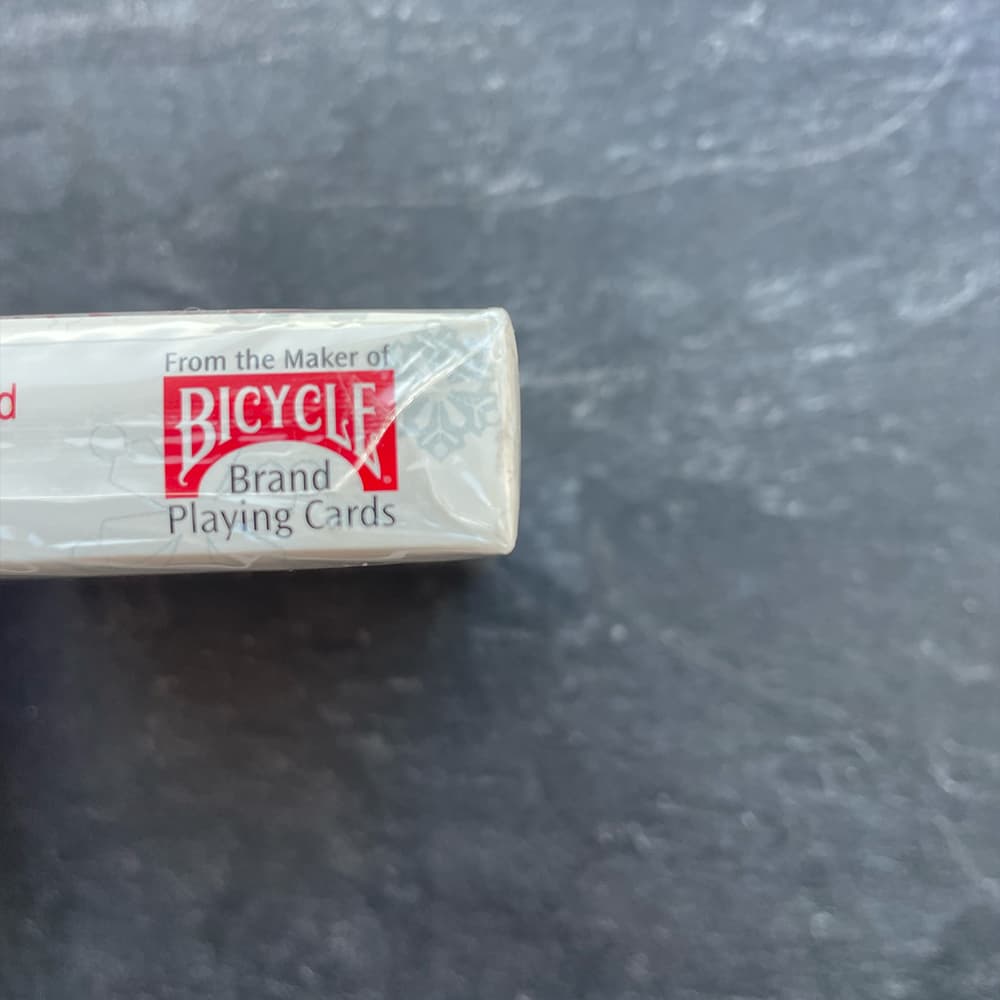 d
From the Maker of
BICYCLE
Brand
Playing Cards